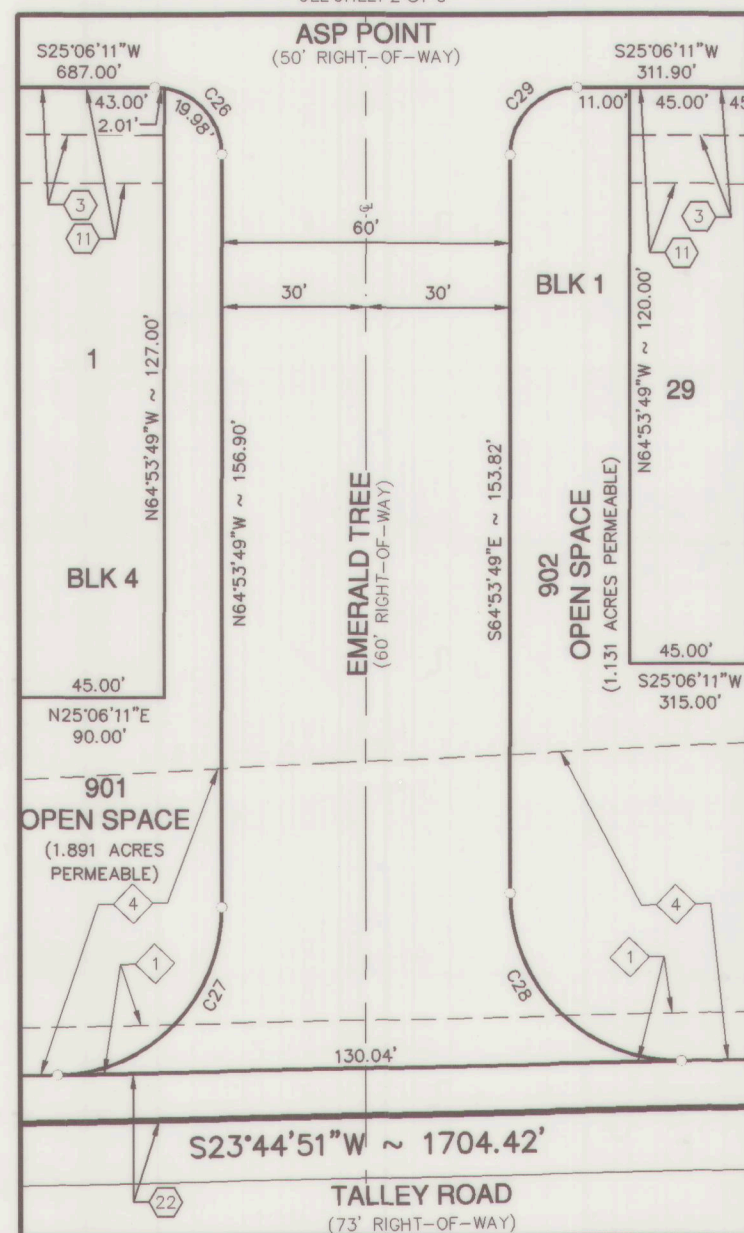 ASP POINT
(50' RIGHT-OF-WAY)
S25°06'11"W
687.00'
S25°06'11"W
311.90'
43.00'
2.01'
19.98'
C26
C29
11.00'
45.00'
3
11
3
11
℄
60'
30'
30'
BLK 1
1
N64°53'49"W ~ 127.00'
N64°53'49"W ~ 156.90'
EMERALD TREE
(60' RIGHT-OF-WAY)
S64°53'49"E ~ 153.82'
902
OPEN SPACE
(1.131 ACRES PERMEABLE)
N64°53'49"W ~ 120.00'
29
BLK 4
45.00'
N25°06'11"E
90.00'
45.00'
S25°06'11"W
315.00'
901
OPEN SPACE
(1.891 ACRES
PERMEABLE)
4
4
1
1
C27
C28
130.04'
S23°44'51"W ~ 1704.42'
22
TALLEY ROAD
(73' RIGHT-OF-WAY)